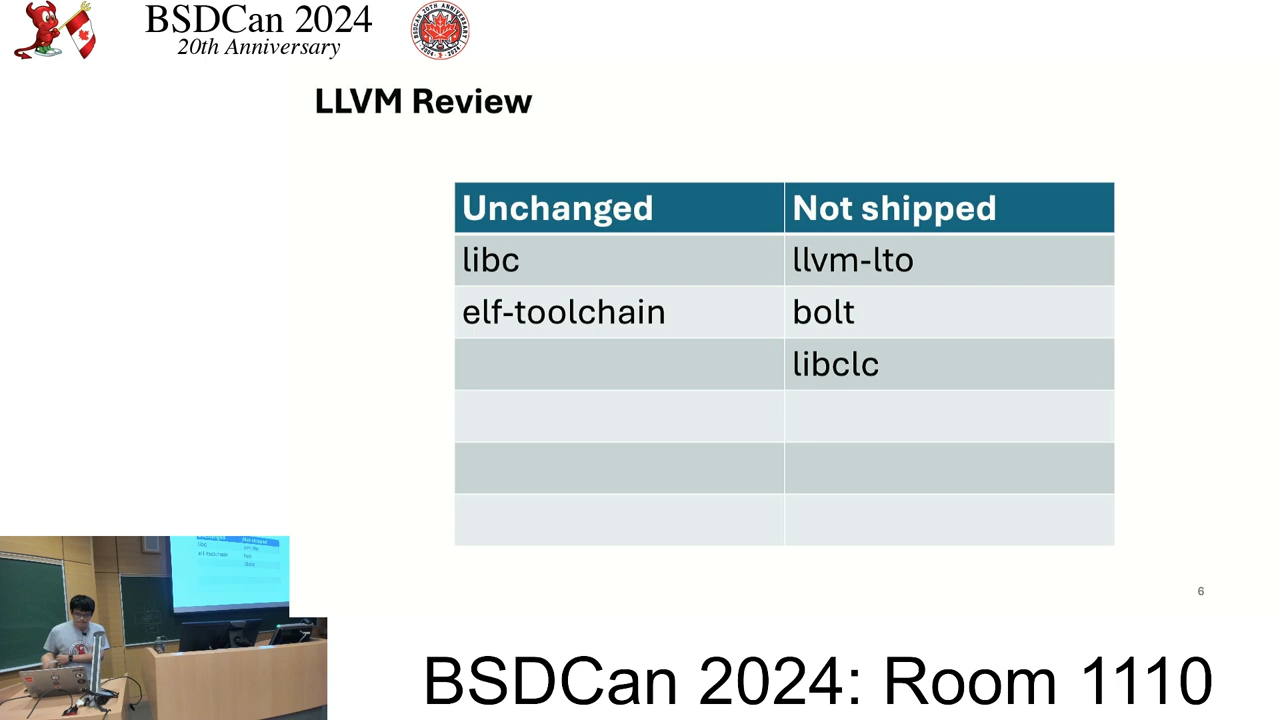 BSDCan 2024
20th Anniversary
LLVM Review
Unchanged Not shipped
libc llvm-lto
elf-toolchain bolt
libclc
6
BSDCan 2024: Room 1110